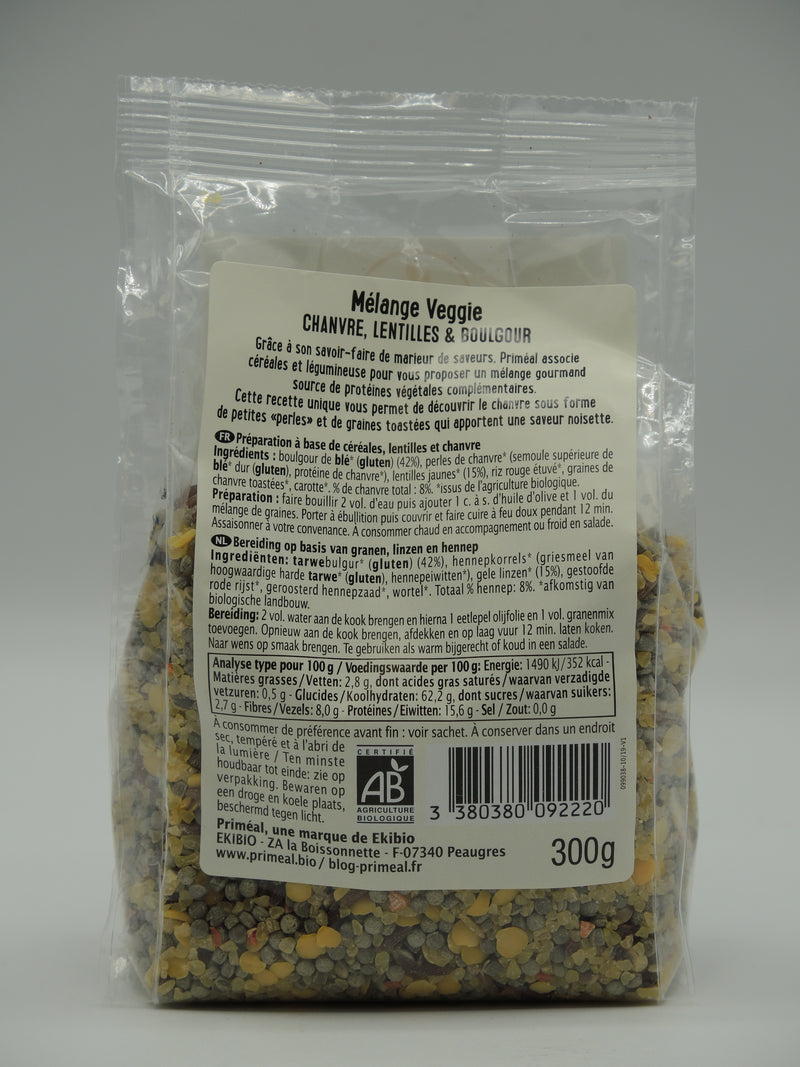 Mélange Veggie
CHANVRE, LENTILLES & BOULGOUR
Grâce à son savoir-faire de marieur de saveurs. Priméal associe
céréales et légumineuse pour vous proposer un mélange gourmand
source de protéines végétales complémentaires.
Cette recette unique vous permet de découvrir le chanvre sous forme
de petites «perles» et de graines toastées qui apportent une saveur noisette.
FR Préparation à base de céréales, lentilles et chanvre
Ingrédients : boulgour de blé* (gluten) (42%), perles de chanvre* (semoule supérieure de
blé* dur (gluten), protéine de chanvre*), lentilles jaunes* (15%), riz rouge étuvé*, graines de
chanvre toastées*, carotte*. % de chanvre total : 8%. *issus de l'agriculture biologique.
Préparation : faire bouillir 2 vol. d'eau puis ajouter 1 c. à s. d'huile d'olive et 1 vol. du
mélange de graines. Porter à ébullition puis couvrir et faire cuire à feu doux pendant 12 min.
Assaisonner à votre convenance. A consommer chaud en accompagnement ou froid en salade.
NL Bereiding op basis van granen, linzen en hennep
Ingrediënten: tarwebulgur* (gluten) (42%), hennepkorrels* (griesmeel van
hoogwaardige harde tarwe* (gluten), hennepeiwitten*), gele linzen* (15%), gestoofde
rode rijst*, geroosterd hennepzaad*, wortel*. Totaal % hennep: 8%. *afkomstig van
biologische landbouw.
Bereiding: 2 vol. water aan de kook brengen en hierna 1 eetlepel olijfolie en 1 vol. granenmix
toevoegen. Opnieuw aan de kook brengen, afdekken en op laag vuur 12 min. laten koken.
Naar wens op smaak brengen. Te gebruiken als warm bijgerecht of koud in een salade.
Analyse type pour 100 g / Voedingswaarde per 100 g: Energie: 1490 kJ/352 kcal -
Matières grasses/Vetten: 2,8 g, dont acides gras saturés/waarvan verzadigde
vetzuren: 0,5 g - Glucides/Koolhydraten: 62,2 g, dont sucres/waarvan suikers:
2,7 g - Fibres/Vezels: 8,0 g - Protéines/Eiwitten: 15,6 g - Sel / Zout: 0,0 g
À consommer de préférence avant fin : voir sachet. À conserver dans un endroit
sec, tempéré et à l'abri de
la lumière / Ten minste
houdbaar tot einde: zie op
verpakking. Bewaren op
een droge en koele plaats,
beschermd tegen licht.
CERTIFIÉ
AB
AGRICULTURE
BIOLOGIQUE
3 380380 092220
099038-10/19-V1
Priméal, une marque de Ekibio
EKIBIO - ZA la Boissonnette - F-07340 Peaugres
www.primeal.bio / blog-primeal.fr
300g